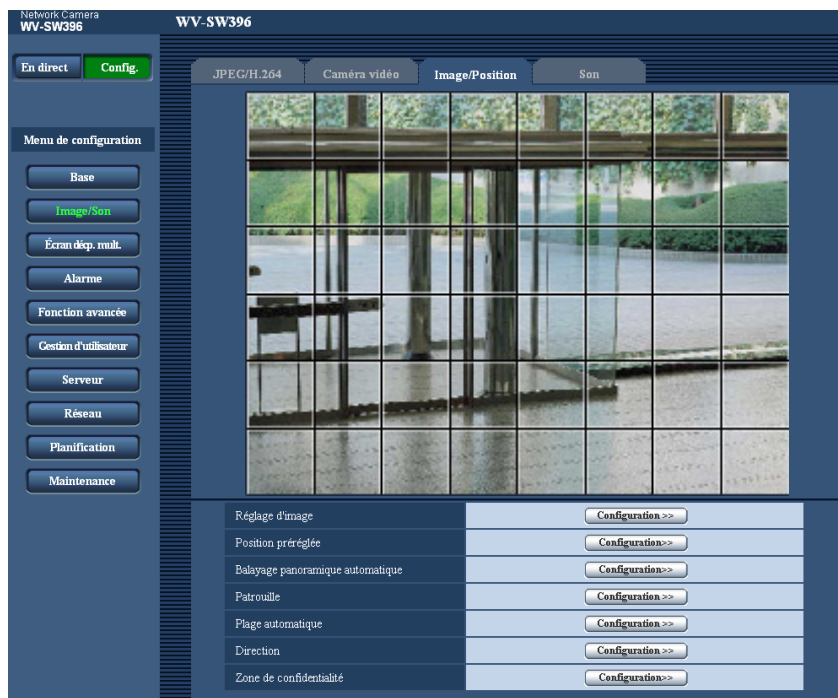 Network Camera
WV-SW396
WV-SW396
En direct
Config.
JPEG/H.264
Caméra vidéo
Image/Position
Son
Menu de configuration
Base
Image/Son
Écran déçp. mult.
Alarme
Fonction avancée
Gestion d'utilisateur
Serveur
Réseau
Planification
Maintenance
Réglage d'image
Configuration >>
Position préréglée
Configuration>>
Balayage panoramique automatique
Configuration>>
Patrouille
Configuration >>
Plage automatique
Configuration >>
Direction
Configuration >>
Zone de confidentialité
Configuration>>